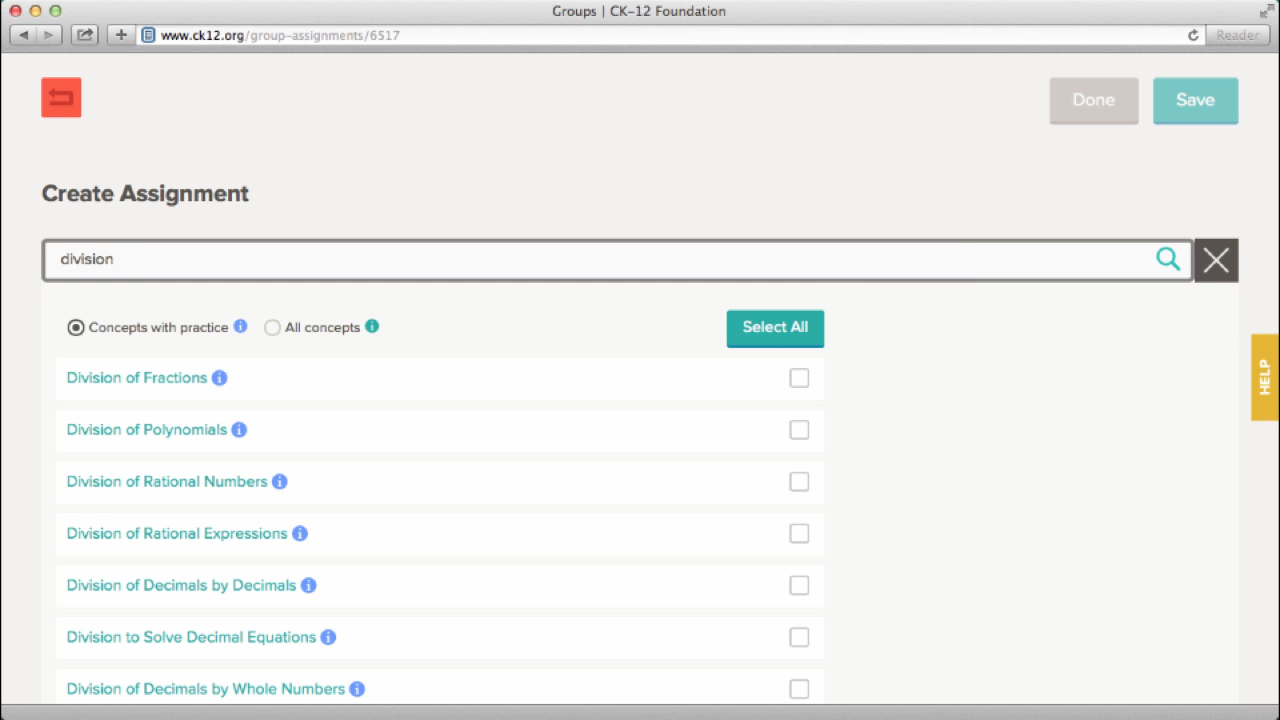 Groups | CK-12 Foundation
www.ck12.org/group-assignments/6517
Reader
Done
Save
Create Assignment
division
Concepts with practice
All concepts
Select All
Division of Fractions
Division of Polynomials
Division of Rational Numbers
Division of Rational Expressions
Division of Decimals by Decimals
Division to Solve Decimal Equations
Division of Decimals by Whole Numbers
HELP